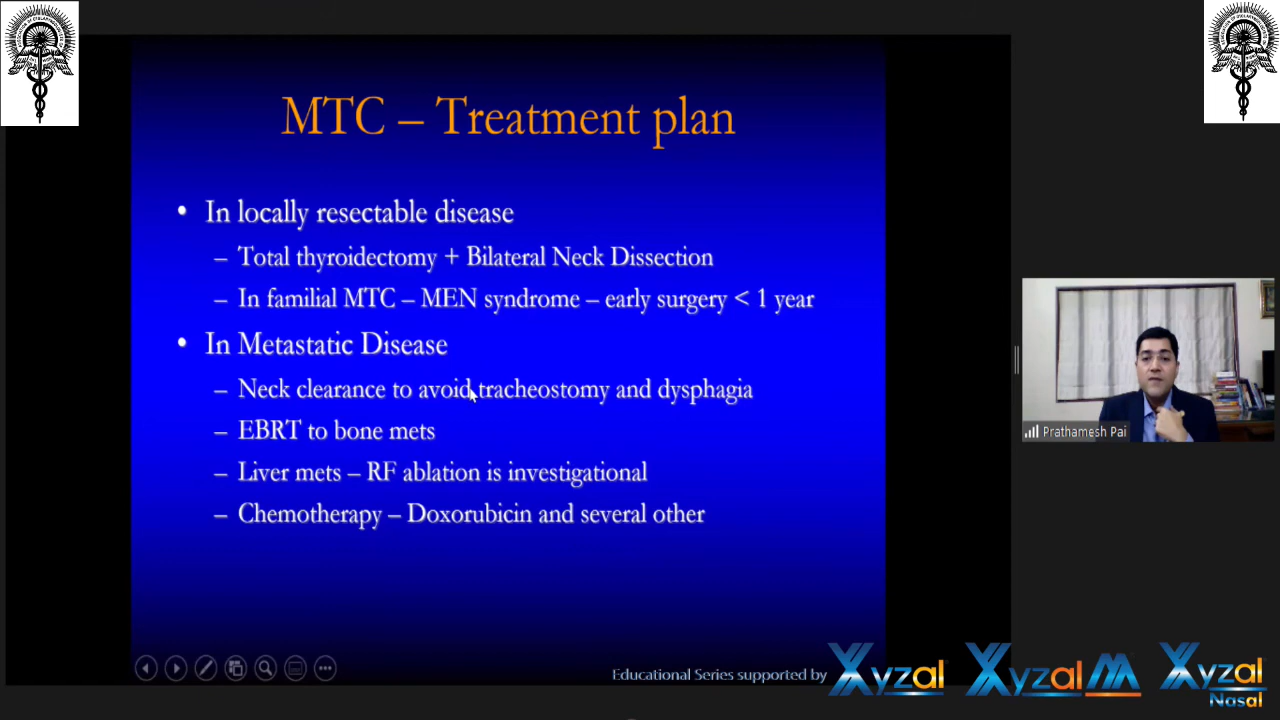 MTC – Treatment plan
• In locally resectable disease
– Total thyroidectomy + Bilateral Neck Dissection
– In familial MTC – MEN syndrome – early surgery < 1 year
• In Metastatic Disease
– Neck clearance to avoid tracheostomy and dysphagia
– EBRT to bone mets
– Liver mets – RF ablation is investigational
– Chemotherapy – Doxorubicin and several other
Prathamesh Pai
Educational Series supported by
Xyzal
Xyzal M
Xyzal
Nasal